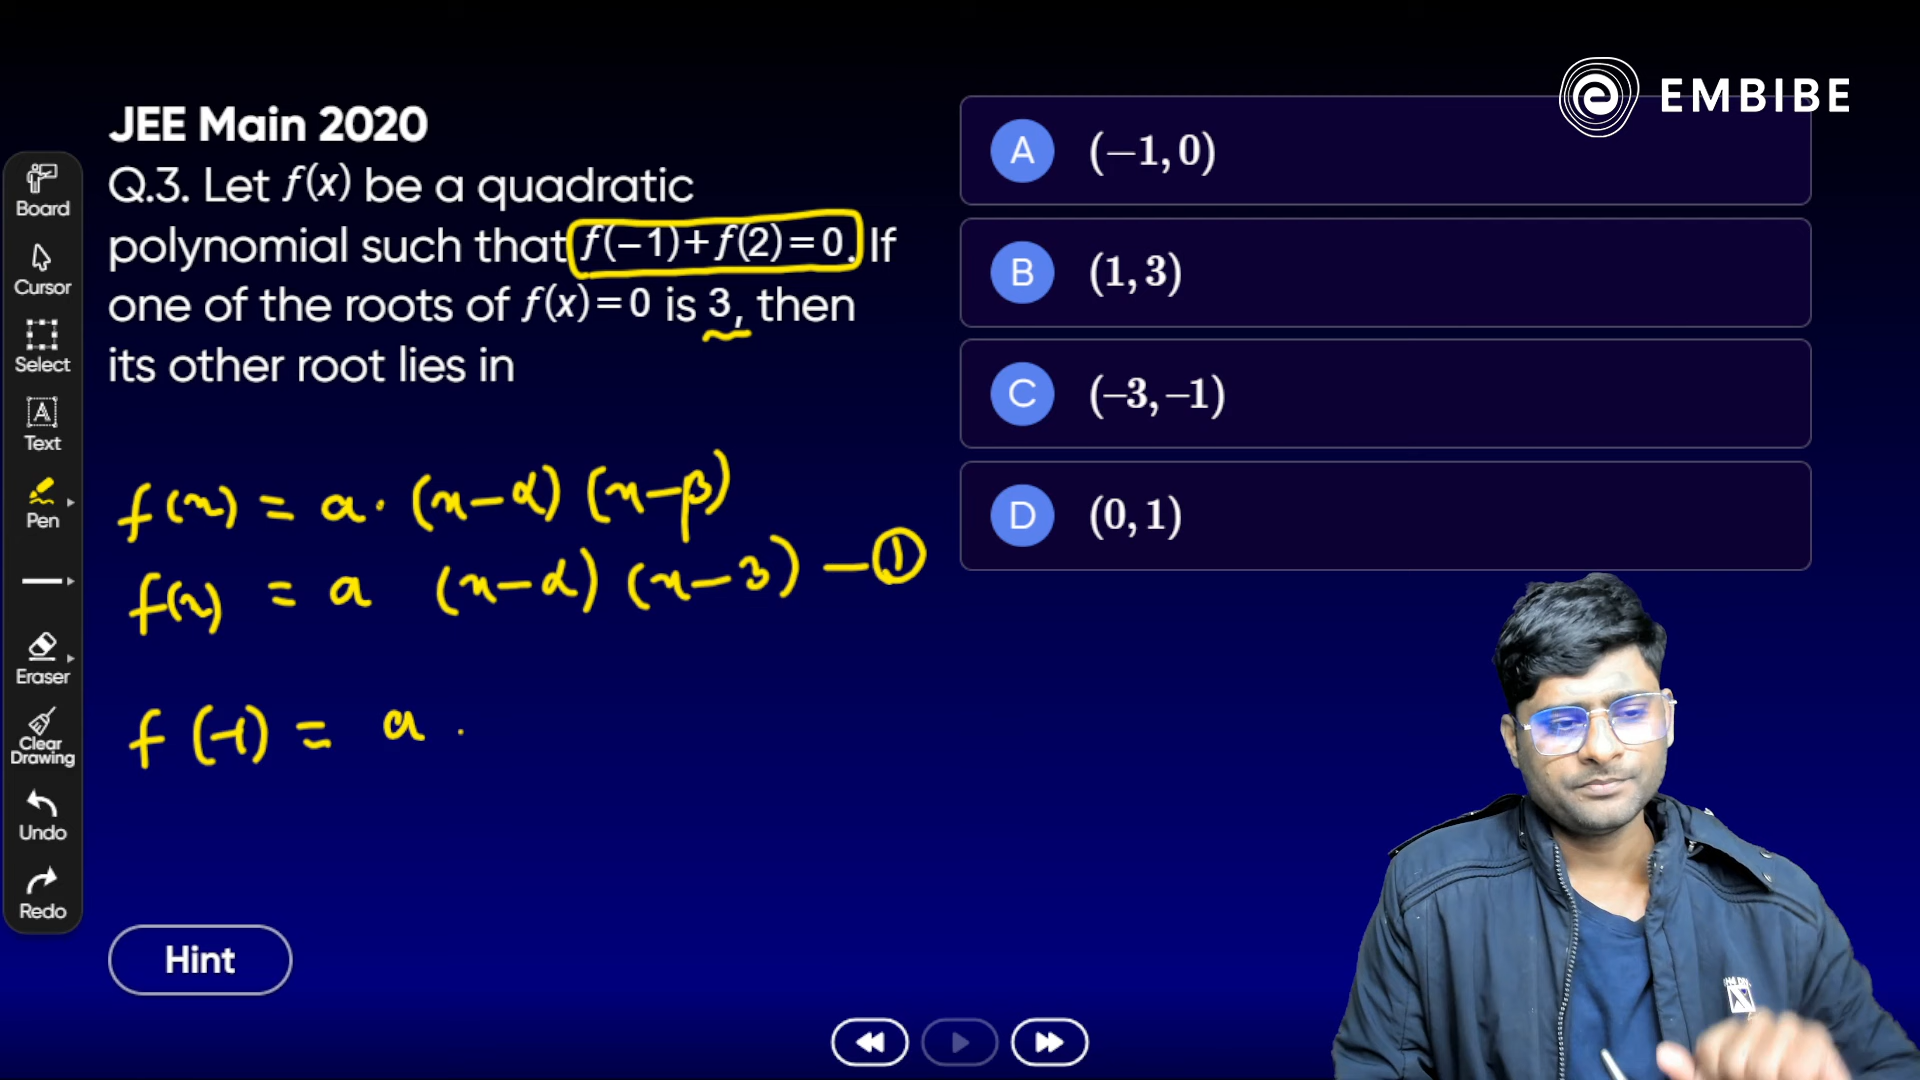 EMBIBE
JEE Main 2020
Q.3. Let f(x) be a quadratic
polynomial such that f(−1)+f(2)=0. If
one of the roots of f(x)=0 is 3, then
its other root lies in
A (−1, 0)
B (1, 3)
C (−3, −1)
D (0, 1)
f(x) = a · (x−α) (x−β)
f(x) = a (x−α) (x−3) — ①
f(−1) = a ·
Board
Cursor
Select
Text
Pen
Eraser
Clear
Drawing
Undo
Redo
Hint